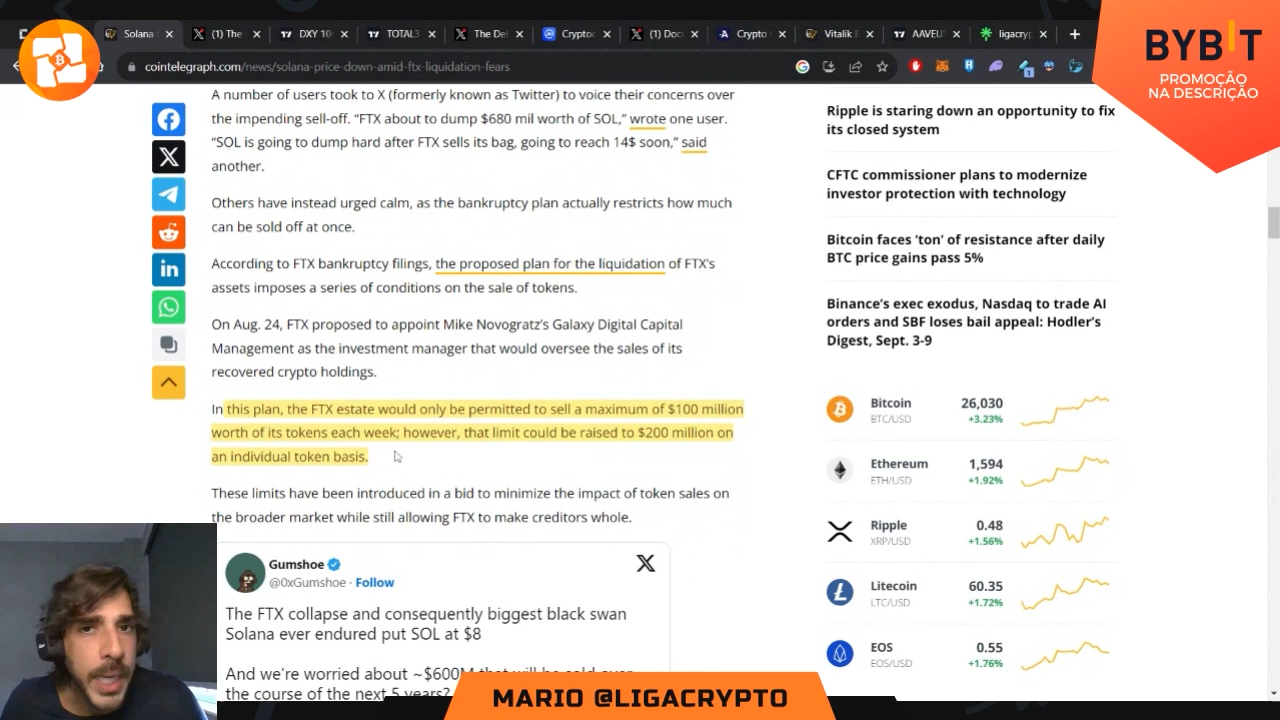 Solana
(1) The
DXY 10
TOTAL3
The De
Cryptoc
(1) Doc
Crypto
Vitalik E
AAVEUS
ligacryp
cointelegraph.com/news/solana-price-down-amid-ftx-liquidation-fears
BYBIT
PROMOÇÃO
NA DESCRIÇÃO
A number of users took to X (formerly known as Twitter) to voice their concerns over
the impending sell-off. “FTX about to dump $680 mil worth of SOL,” wrote one user.
“SOL is going to dump hard after FTX sells its bag, going to reach 14$ soon,” said
another.
Others have instead urged calm, as the bankruptcy plan actually restricts how much
can be sold off at once.
According to FTX bankruptcy filings, the proposed plan for the liquidation of FTX’s
assets imposes a series of conditions on the sale of tokens.
On Aug. 24, FTX proposed to appoint Mike Novogratz’s Galaxy Digital Capital
Management as the investment manager that would oversee the sales of its
recovered crypto holdings.
In this plan, the FTX estate would only be permitted to sell a maximum of $100 million
worth of its tokens each week; however, that limit could be raised to $200 million on
an individual token basis.
These limits have been introduced in a bid to minimize the impact of token sales on
the broader market while still allowing FTX to make creditors whole.
Gumshoe
@0xGumshoe · Follow
The FTX collapse and consequently biggest black swan
Solana ever endured put SOL at $8
And we're worried about ~$600M that will be sold over
the course of the next 5 years?
Ripple is staring down an opportunity to fix
its closed system
CFTC commissioner plans to modernize
investor protection with technology
Bitcoin faces ‘ton’ of resistance after daily
BTC price gains pass 5%
Binance’s exec exodus, Nasdaq to trade AI
orders and SBF loses bail appeal: Hodler’s
Digest, Sept. 3-9
Bitcoin 26,030
BTC/USD +3.23%
Ethereum 1,594
ETH/USD +1.92%
Ripple 0.48
XRP/USD +1.56%
Litecoin 60.35
LTC/USD +1.72%
EOS 0.55
EOS/USD +1.76%
MARIO @LIGACRYPTO